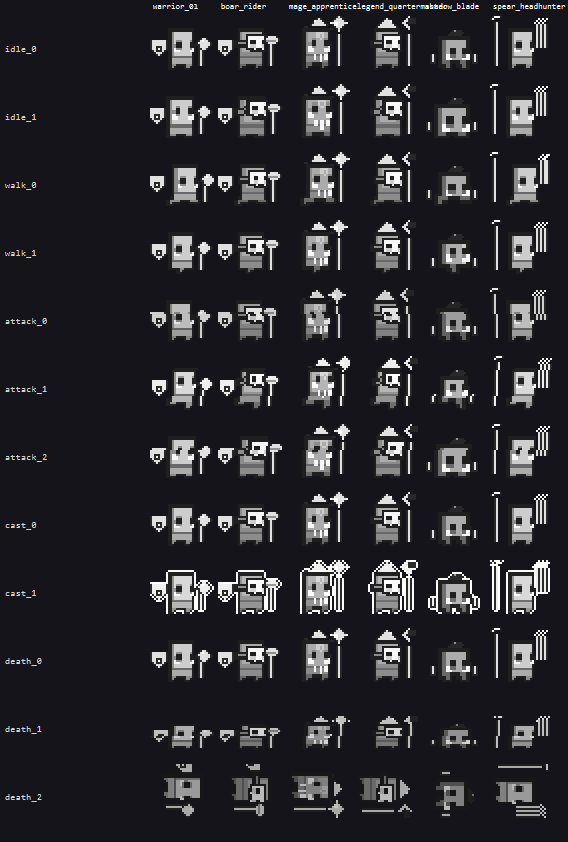 warrior_01 boar_rider mage_apprentice spear_headhunter
idle_0
idle_1
walk_0
walk_1
attack_0
attack_1
attack_2
cast_0
cast_1
death_0
death_1
death_2